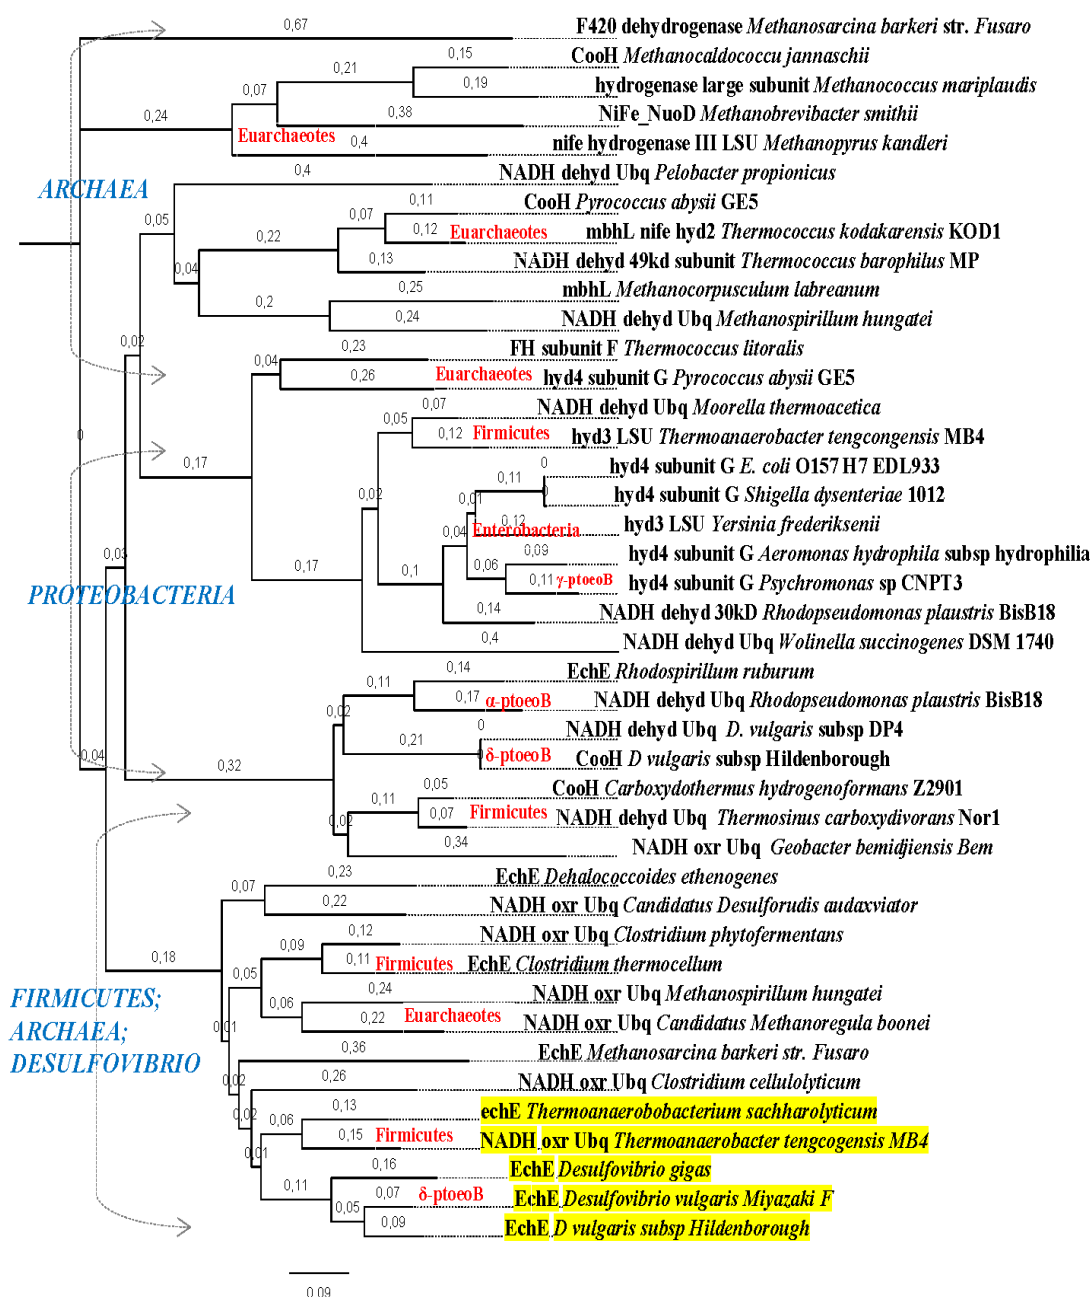 0,67
F420 dehydrogenase Methanosarcina barkeri str. Fusaro
0,15
CooH Methanocaldococcu jannaschii
0,21
0,07
0,19
hydrogenase large subunit Methanococcus mariplaudis
0,24
0,38
NiFe_NuoD Methanobrevibacter smithii
Euarchaeotes
0,4
nife hydrogenase III LSU Methanopyrus kandleri
ARCHAEA
0,4
NADH dehyd Ubq Pelobacter propionicus
0,05
0,11
CooH Pyrococcus abysii GE5
0,07
0,12
Euarchaeotes
mbhL nife hyd2 Thermococcus kodakarensis KOD1
0,22
0,13
NADH dehyd 49kd subunit Thermococcus barophilus MP
0,04
0,25
mbhL Methanocorpusculum labreanum
0,2
0,24
NADH dehyd Ubq Methanospirillum hungatei
0,02
0,23
FH subunit F Thermococcus litoralis
0,04
0,26
Euarchaeotes
hyd4 subunit G Pyrococcus abysii GE5
0,07
NADH dehyd Ubq Moorella thermoacetica
0,05
0,12
Firmicutes
hyd3 LSU Thermoanaerobacter tengcongensis MB4
0
0,17
0
hyd4 subunit G E. coli O157 H7 EDL933
0,11
0,02
0,01
0
hyd4 subunit G Shigella dysenteriae 1012
0,12
Enterobacteria
hyd3 LSU Yersinia frederiksenii
0,04
0,09
hyd4 subunit G Aeromonas hydrophila subsp hydrophilia
0,03
0,17
0,1
0,06
0,11
γ-ptoeoB
hyd4 subunit G Psychromonas sp CNPT3
PROTEOBACTERIA
0,14
NADH dehyd 30kD Rhodopseudomonas plaustris BisB18
0,4
NADH dehyd Ubq Wolinella succinogenes DSM 1740
0,14
EchE Rhodospirillum ruburum
0,11
0,17
α-ptoeoB
NADH dehyd Ubq Rhodopseudomonas plaustris BisB18
0,02
0
NADH dehyd Ubq D. vulgaris subsp DP4
0,21
0
δ-ptoeoB
CooH D vulgaris subsp Hildenborough
0,04
0,32
0,05
CooH Carboxydothermus hydrogenoformans Z2901
0,11
0,07
Firmicutes
NADH dehyd Ubq Thermosinus carboxydivorans Nor1
0,02
0,34
NADH oxr Ubq Geobacter bemidjiensis Bem
0,23
EchE Dehalococcoides ethenogenes
0,07
0,22
NADH oxr Ubq Candidatus Desulforudis audaxviator
0,12
NADH oxr Ubq Clostridium phytofermentans
0,18
0,09
0,11
Firmicutes
EchE Clostridium thermocellum
0,05
0,24
NADH oxr Ubq Methanospirillum hungatei
FIRMICUTES;
0,06
0,22
Euarchaeotes
NADH oxr Ubq Candidatus Methanoregula boonei
ARCHAEA;
0,01
0,36
EchE Methanosarcina barkeri str. Fusaro
DESULFOVIBRIO
0,02
0,26
NADH oxr Ubq Clostridium cellulolyticum
0,02
0,13
echE Thermoanaerobobacterium sachharolyticum
0,06
0,15
Firmicutes
NADH oxr Ubq Thermoanaerobacter tengcogensis MB4
0,01
0,16
EchE Desulfovibrio gigas
0,11
0,07
δ-ptoeoB
EchE Desulfovibrio vulgaris Miyazaki F
0,05
0,09
EchE D vulgaris subsp Hildenborough
0,09